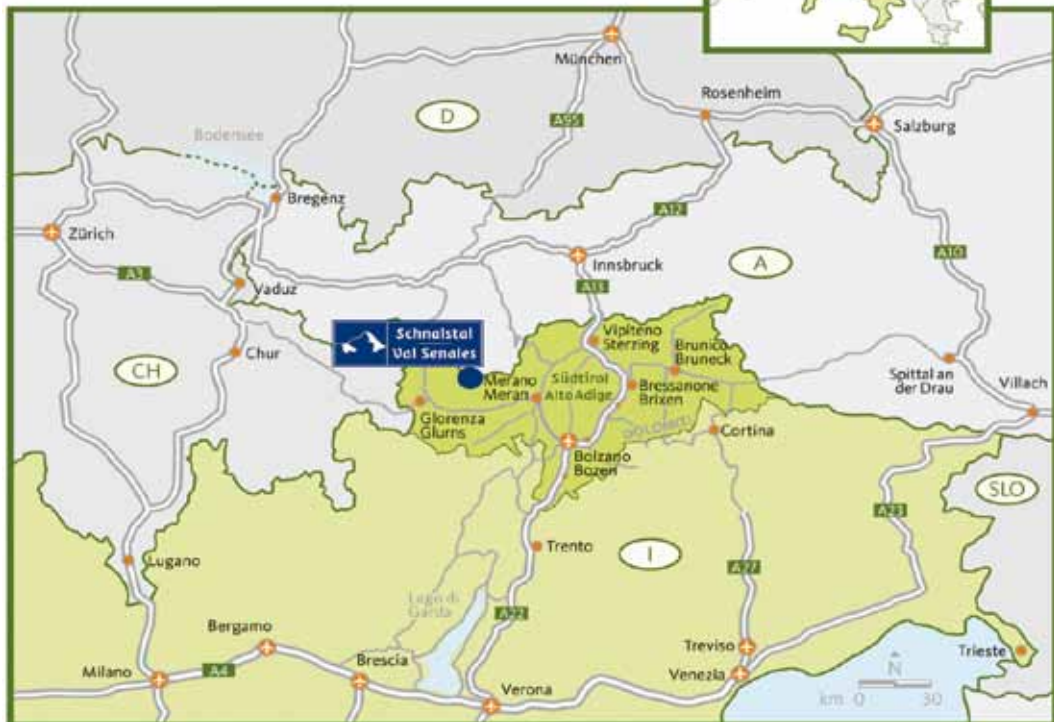 München
Rosenheim
D
A95
Salzburg
Bodensee
Bregenz
A12
Zürich
A10
Innsbruck
A
A3
Vaduz
A13
Schnalstal
Val Senales
Vipiteno
Sterzing
Brunico
Bruneck
Chur
CH
Merano
Meran
Südtirol
Alto Adige
Bressanone
Brixen
Spittal an
der Drau
Villach
Glorenza
Glurns
DOLOMITI
Cortina
Bolzano
Bozen
SLO
A23
Lugano
Trento
I
A27
Lago di
Garda
A22
Bergamo
Treviso
Trieste
Milano
A4
Brescia
Venezia
N
Verona
km 0 30